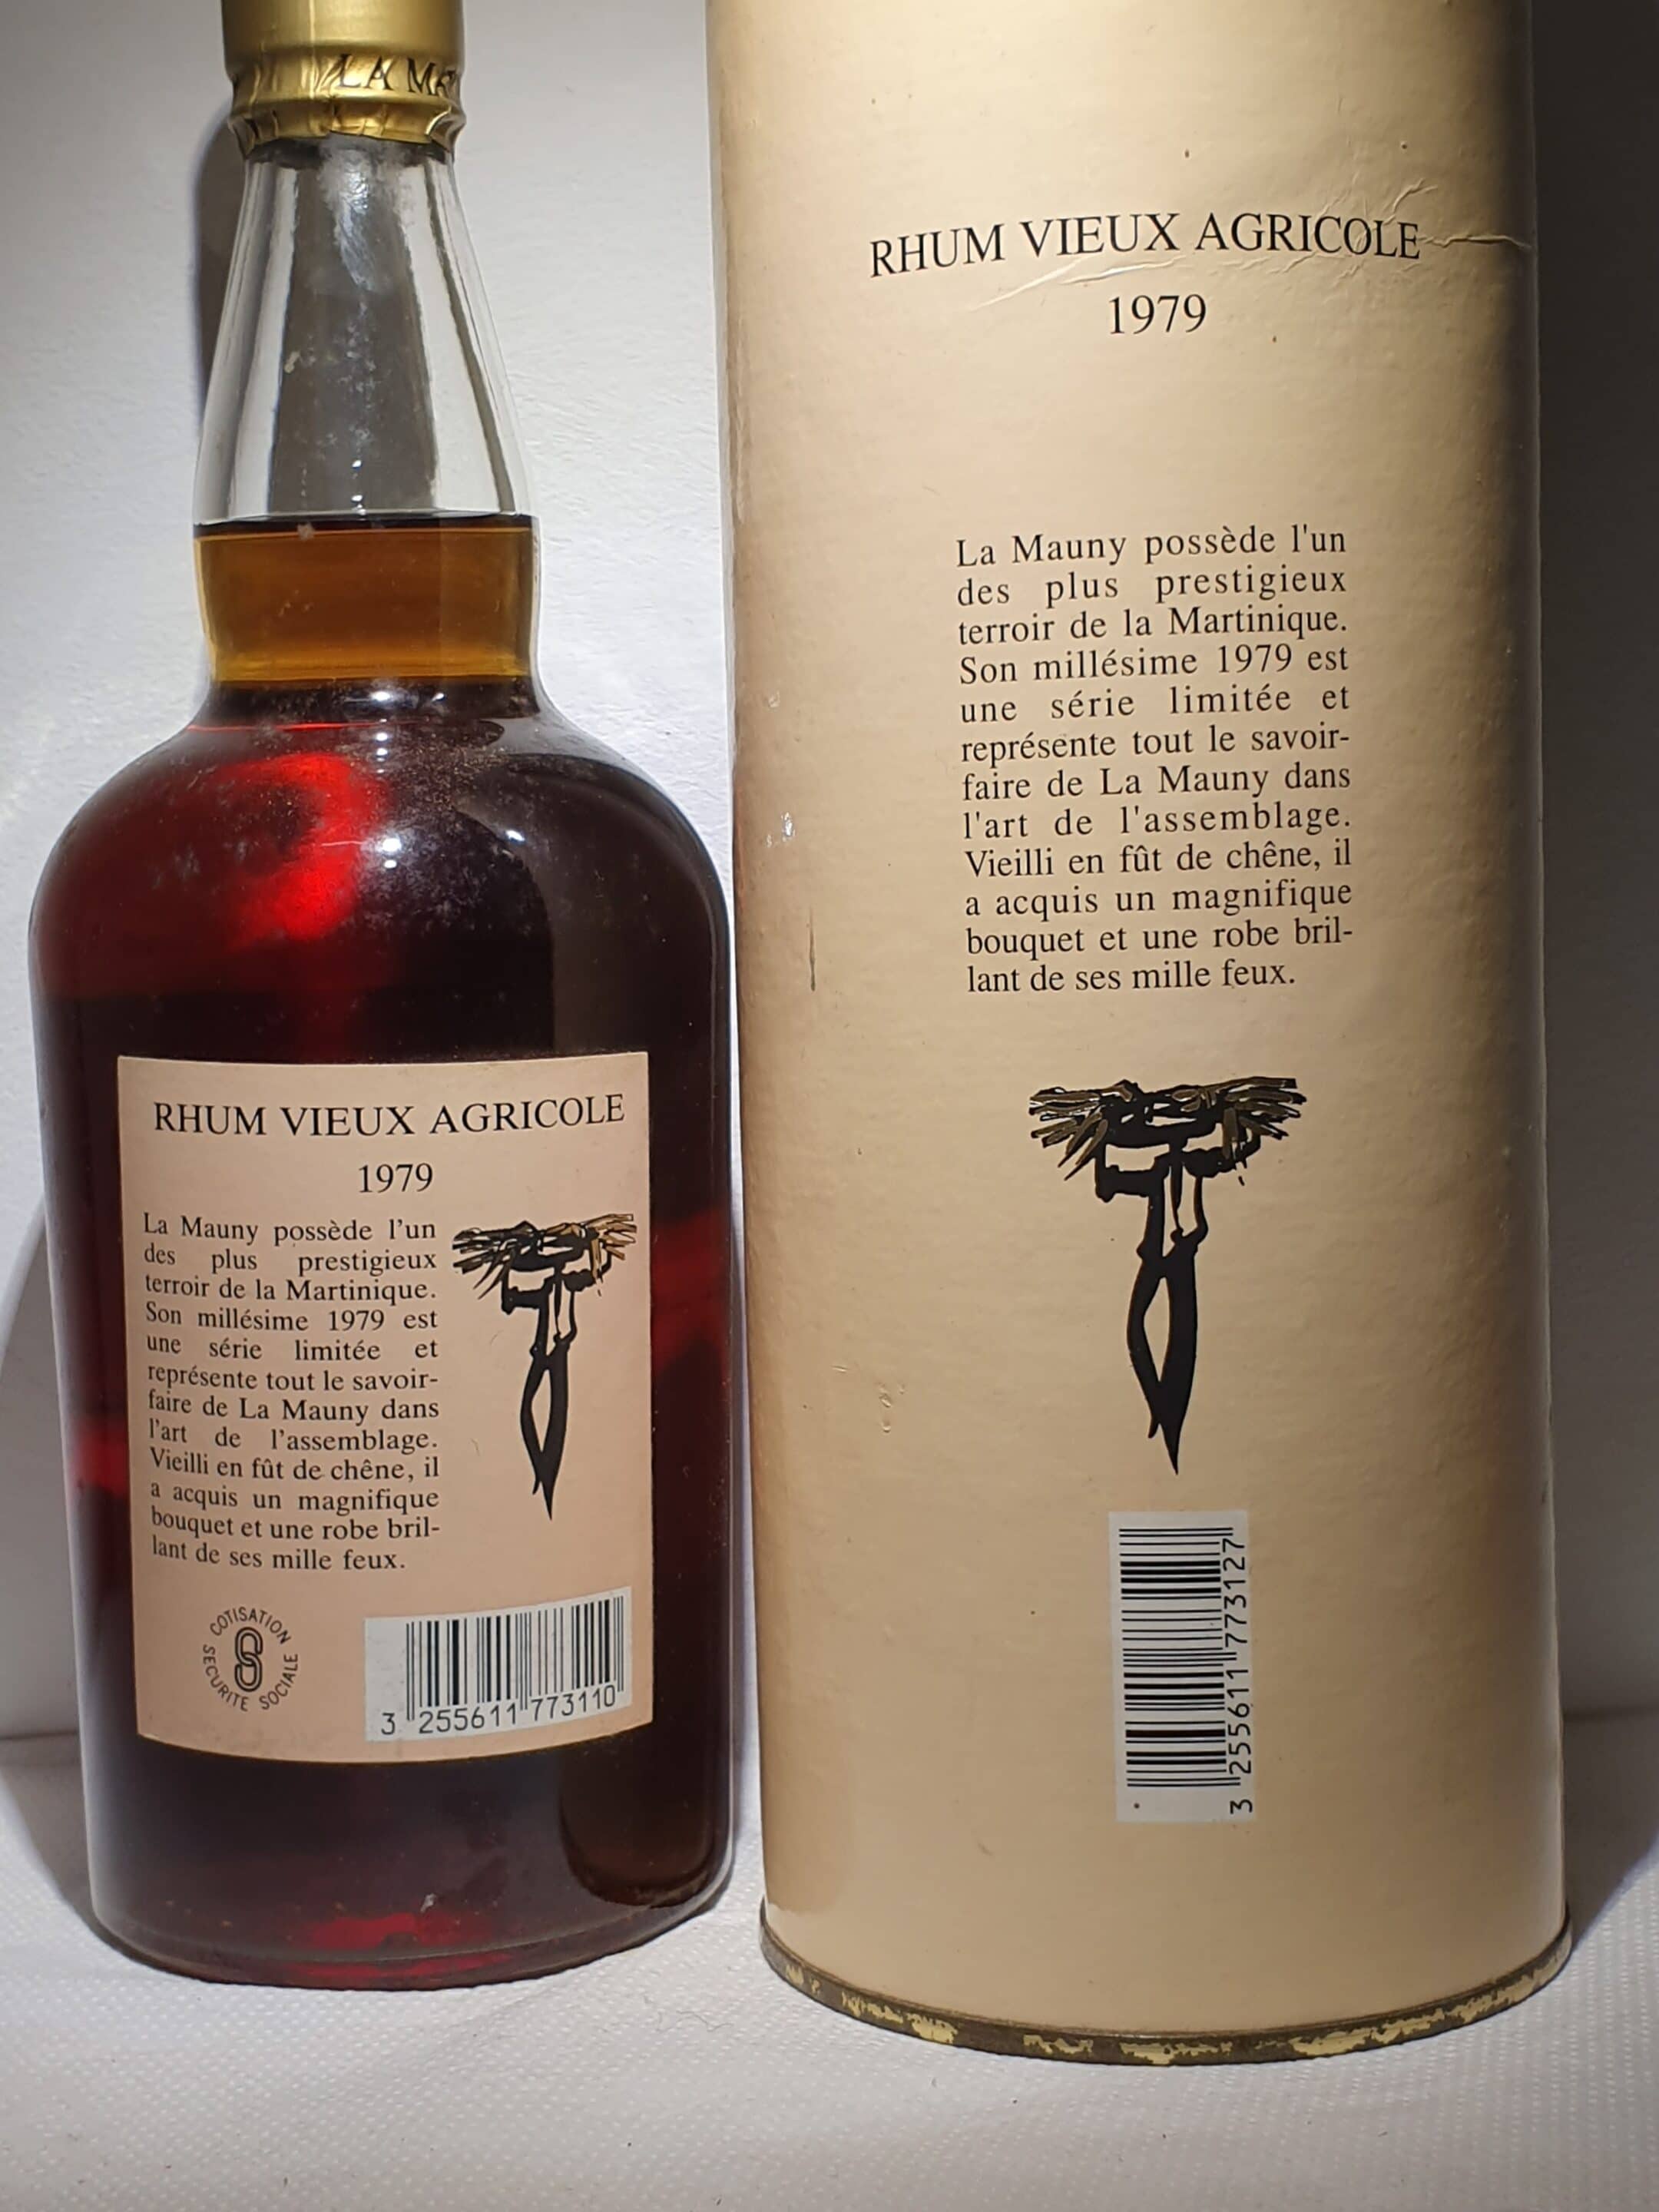 LA MA
RHUM VIEUX AGRICOLE
1979
La Mauny possède l'un
des plus prestigieux
terroir de la Martinique.
Son millésime 1979 est
une série limitée et
représente tout le savoir-
faire de La Mauny dans
l'art de l'assemblage.
Vieilli en fût de chêne, il
a acquis un magnifique
bouquet et une robe bril-
lant de ses mille feux.
COTISATION
SECURITE SOCIALE
3 255611 773110
RHUM VIEUX AGRICOLE
1979
La Mauny possède l'un
des plus prestigieux
terroir de la Martinique.
Son millésime 1979 est
une série limitée et
représente tout le savoir-
faire de La Mauny dans
l'art de l'assemblage.
Vieilli en fût de chêne, il
a acquis un magnifique
bouquet et une robe bril-
lant de ses mille feux.
3 255611 773127